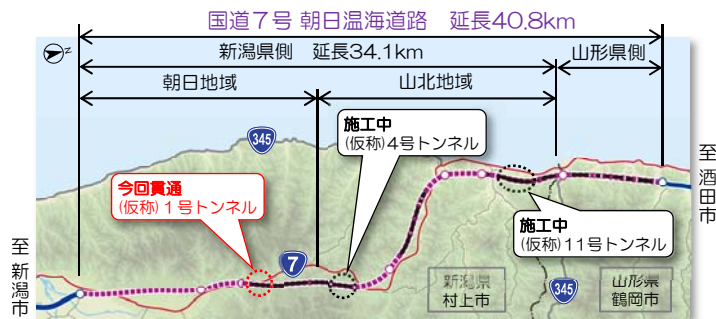 国道7号 朝日温海道路　延長40.8km
新潟県側　延長34.1km
山形県側
朝日地域
山北地域
Z
345
施工中
(仮称)4号トンネル
至 酒田市
今回貫通
(仮称)1号トンネル
施工中
(仮称)11号トンネル
至 新潟市
7
新潟県
村上市
345
山形県
鶴岡市